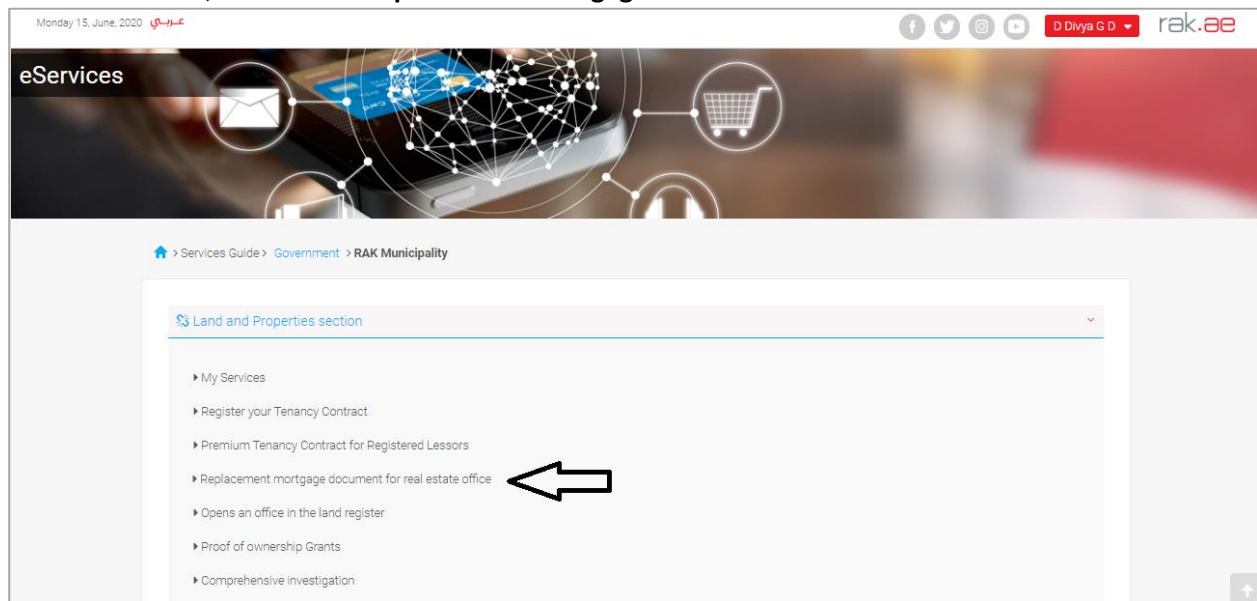 Monday 15, June, 2020 عـربـي D Divya G D rak.ae
eServices
> Services Guide > Government > RAK Municipality
Land and Properties section
My Services
Register your Tenancy Contract
Premium Tenancy Contract for Registered Lessors
Replacement mortgage document for real estate office
Opens an office in the land register
Proof of ownership Grants
Comprehensive investigation